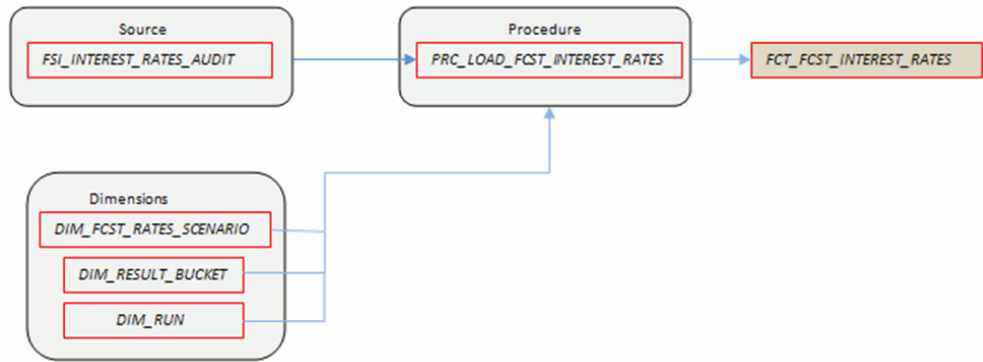 Source
FSI_INTEREST_RATES_AUDIT
Procedure
PRC_LOAD_FCST_INTEREST_RATES
FCT_FCST_INTEREST_RATES
Dimensions
DIM_FCST_RATES_SCENARIO
DIM_RESULT_BUCKET
DIM_RUN